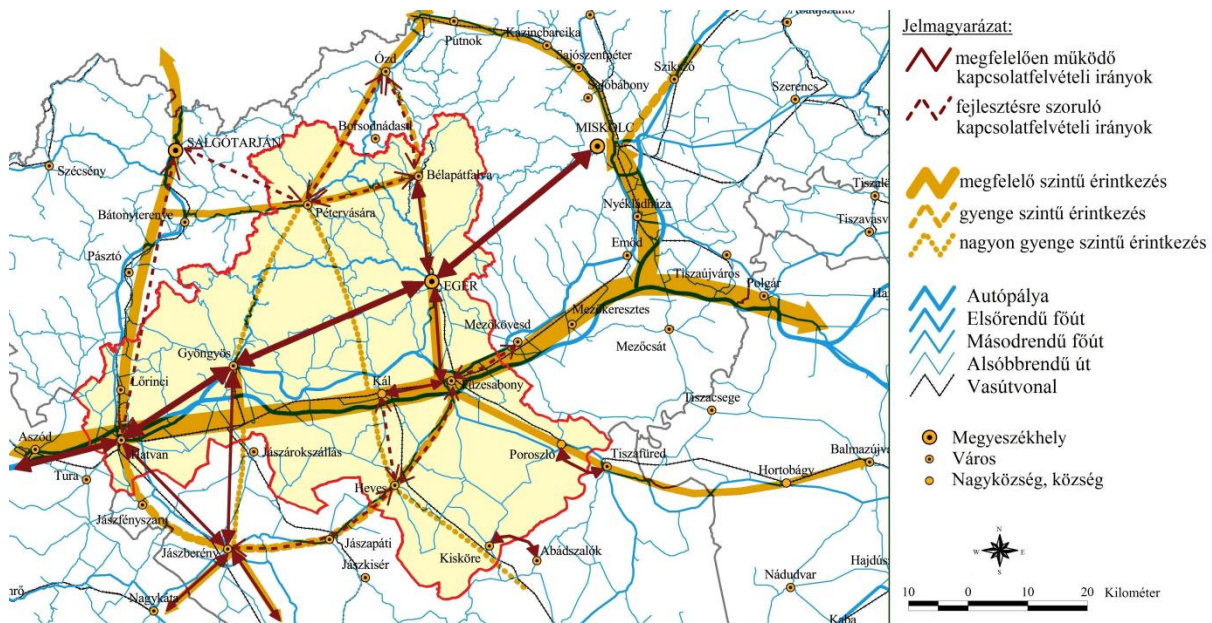 Putnok
Kazincbarcika
Sajószentpéter
Ózd
Szikszó
Szerencs
Borsodnádasd
MISKOLC
SALGÓTARJÁN
Szécsény
Bélapátfalva
Bátonyterenye
Pétervására
Nyékládháza
Tiszavasv
Emőd
Pásztó
Tiszaújváros
Polgár
EGER
Mezőkövesd
Mezőkeresztes
Mezőcsát
Gyöngyös
Lőrinci
Kál
Füzesabony
Tiszacsege
Aszód
Hatvan
Tura
Jászárokszállás
Poroszló
Tiszafüred
Balmazújvá
Hortobágy
Heves
Jászfényszaru
Jászberény
Jászapáti
Kisköre
Abádszalók
Jászkisér
Nádudvar
Hajdús
Nagykáta
Kaba
Jelmagyarázat:
megfelelően működő
kapcsolatfelvételi irányok
fejlesztésre szoruló
kapcsolatfelvételi irányok
megfelelő szintű érintkezés
gyenge szintű érintkezés
nagyon gyenge szintű érintkezés
Autópálya
Elsőrendű főút
Másodrendű főút
Alsóbbrendű út
Vasútvonal
Megyeszékhely
Város
Nagyközség, község
N
W E
S
10 0 10 20 Kilométer